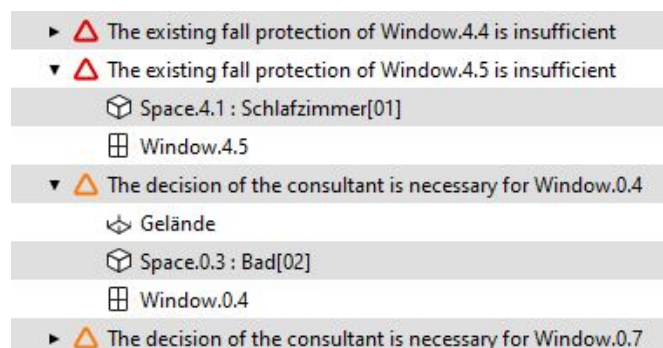 The existing fall protection of Window.4.4 is insufficient
The existing fall protection of Window.4.5 is insufficient
Space.4.1 : Schlafzimmer[01]
Window.4.5
The decision of the consultant is necessary for Window.0.4
Gelände
Space.0.3 : Bad[02]
Window.0.4
The decision of the consultant is necessary for Window.0.7